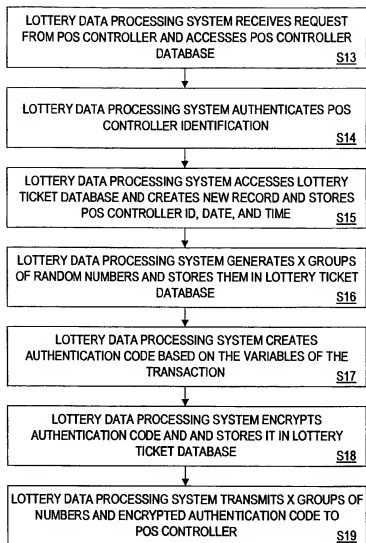 LOTTERY DATA PROCESSING SYSTEM RECEIVES REQUEST
FROM POS CONTROLLER AND ACCESSES POS CONTROLLER
DATABASE
S13
LOTTERY DATA PROCESSING SYSTEM AUTHENTICATES POS
CONTROLLER IDENTIFICATION
S14
LOTTERY DATA PROCESSING SYSTEM ACCESSES LOTTERY
TICKET DATABASE AND CREATES NEW RECORD AND STORES
POS CONTROLLER ID, DATE, AND TIME
S15
LOTTERY DATA PROCESSING SYSTEM GENERATES X GROUPS
OF RANDOM NUMBERS AND STORES THEM IN LOTTERY TICKET
DATABASE
S16
LOTTERY DATA PROCESSING SYSTEM CREATES
AUTHENTICATION CODE BASED ON THE VARIABLES OF THE
TRANSACTION
S17
LOTTERY DATA PROCESSING SYSTEM ENCRYPTS
AUTHENTICATION CODE AND AND STORES IT IN LOTTERY
TICKET DATABASE
S18
LOTTERY DATA PROCESSING SYSTEM TRANSMITS X GROUPS OF
NUMBERS AND ENCRYPTED AUTHENTICATION CODE TO
POS CONTROLLER
S19